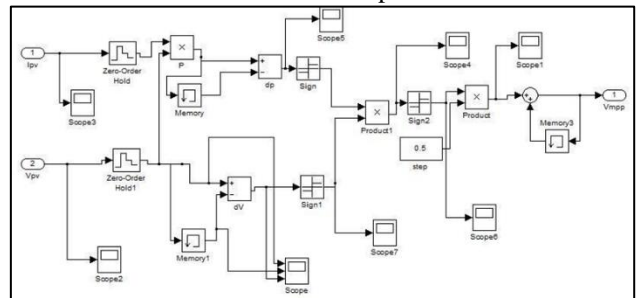 1
Ipv
Zero-Order
Hold
P
Memory
dp
Scope5
Sign
Scope3
Product1
Scope4
Sign2
Product
Scope1
0.5
step
Memory3
1
Vmpp
2
Vpv
Zero-Order
Hold1
Memory1
dV
Sign1
Scope2
Scope
Scope7
Scope6